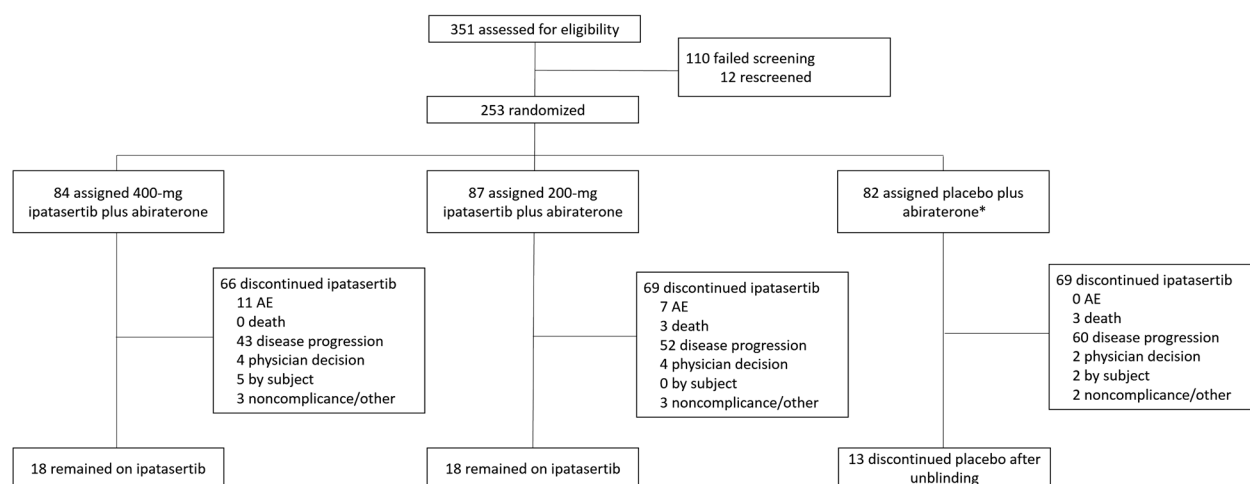 351 assessed for eligibility
110 failed screening
12 rescreened
253 randomized
84 assigned 400-mg
ipatasertib plus abiraterone
87 assigned 200-mg
ipatasertib plus abiraterone
82 assigned placebo plus
abiraterone*
66 discontinued ipatasertib
11 AE
0 death
43 disease progression
4 physician decision
5 by subject
3 noncomplicance/other
69 discontinued ipatasertib
7 AE
3 death
52 disease progression
4 physician decision
0 by subject
3 noncomplicance/other
69 discontinued ipatasertib
0 AE
3 death
60 disease progression
2 physician decision
2 by subject
2 noncomplicance/other
18 remained on ipatasertib
18 remained on ipatasertib
13 discontinued placebo after
unblinding